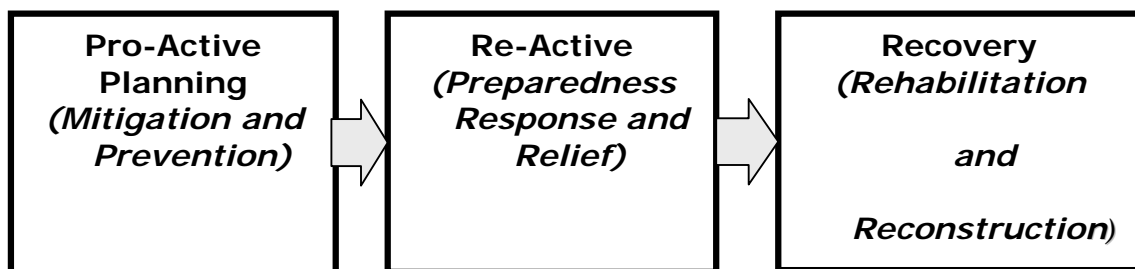 Pro-Active
Planning
(Mitigation and
Prevention)
Re-Active
(Preparedness
Response and
Relief)
Recovery
(Rehabilitation
and
Reconstruction)